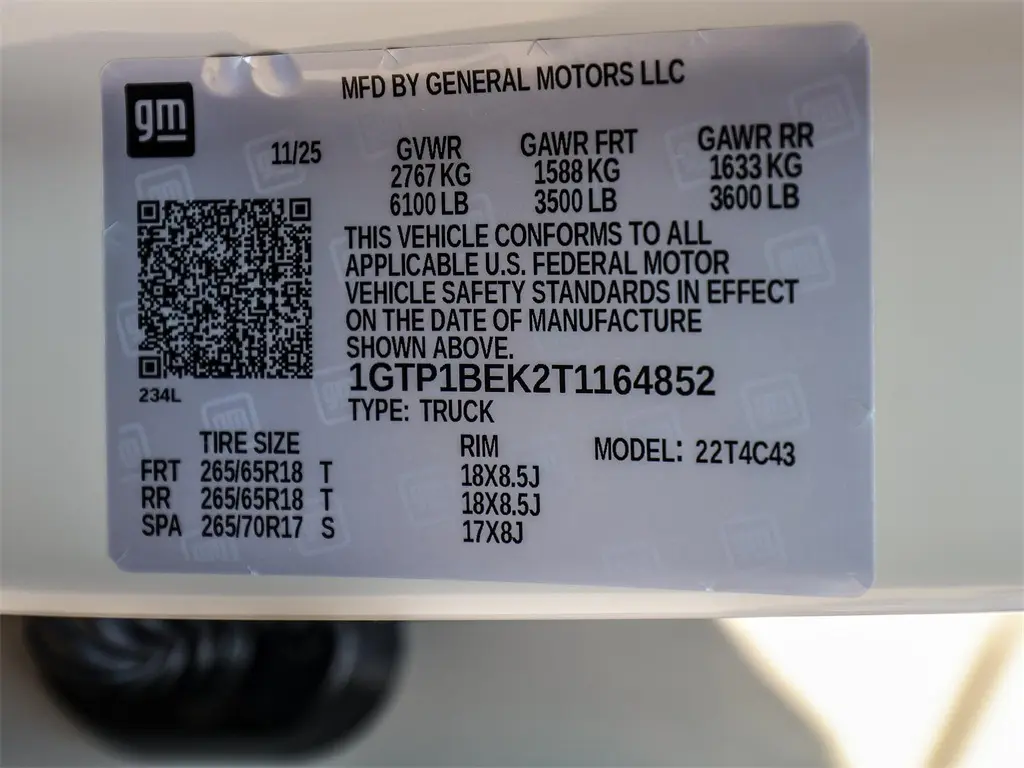 gm
MFD BY GENERAL MOTORS LLC
11/25 GVWR GAWR FRT GAWR RR
2767 KG 1588 KG 1633 KG
6100 LB 3500 LB 3600 LB
THIS VEHICLE CONFORMS TO ALL
APPLICABLE U.S. FEDERAL MOTOR
VEHICLE SAFETY STANDARDS IN EFFECT
ON THE DATE OF MANUFACTURE
SHOWN ABOVE.
234L
1GTP1BEK2T1164852
TYPE: TRUCK
TIRE SIZE RIM MODEL: 22T4C43
FRT 265/65R18 T 18X8.5J
RR 265/65R18 T 18X8.5J
SPA 265/70R17 S 17X8J